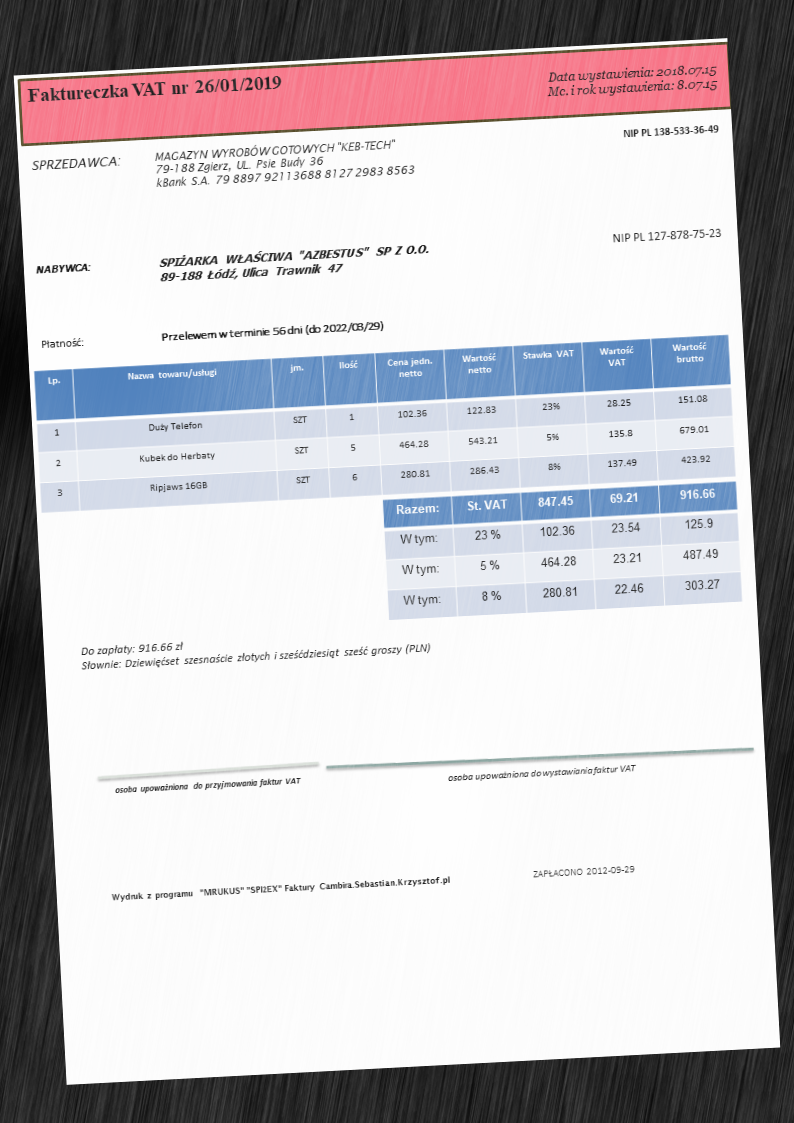 Faktureczka VAT nr 26/01/2019
Data wystawienia: 2018.07.15
Mc. i rok wystawienia: 8.07.15
SPRZEDAWCA: MAGAZYN WYROBÓW GOTOWYCH "KEB-TECH" NIP PL 138-533-36-49
79-188 Zgierz, UL. Psie Budy 36
kBank S.A. 79 8897 92113688 8127 2983 8563
NABYWCA: SPIŻARKA WŁAŚCIWA "AZBESTUS" SP Z O.O. NIP PL 127-878-75-23
89-188 Łódź, Ulica Trawnik 47
Płatność: Przelewem w terminie 56 dni (do 2022/03/29)
Lp. Nazwa towaru/usługi jm. Ilość Cena jedn. netto Wartość netto Stawka VAT Wartość VAT Wartość brutto
1 Duży Telefon SZT 1 102.36 122.83 23% 28.25 151.08
2 Kubek do Herbaty SZT 5 464.28 543.21 5% 135.8 679.01
3 Ripjaws 16GB SZT 6 280.81 286.43 8% 137.49 423.92
Razem: St. VAT 847.45 69.21 916.66
W tym: 23 % 102.36 23.54 125.9
W tym: 5 % 464.28 23.21 487.49
W tym: 8 % 280.81 22.46 303.27
Do zapłaty: 916.66 zł
Słownie: Dziewięćset szesnaście złotych i sześćdziesiąt sześć groszy (PLN)
osoba upoważniona do przyjmowania faktur VAT
osoba upoważniona do wystawiania faktur VAT
Wydruk z programu "MRUKUS" "SPIżEX" Faktury Cambira.Sebastian.Krzysztof.pl
ZAPŁACONO 2012-09-29